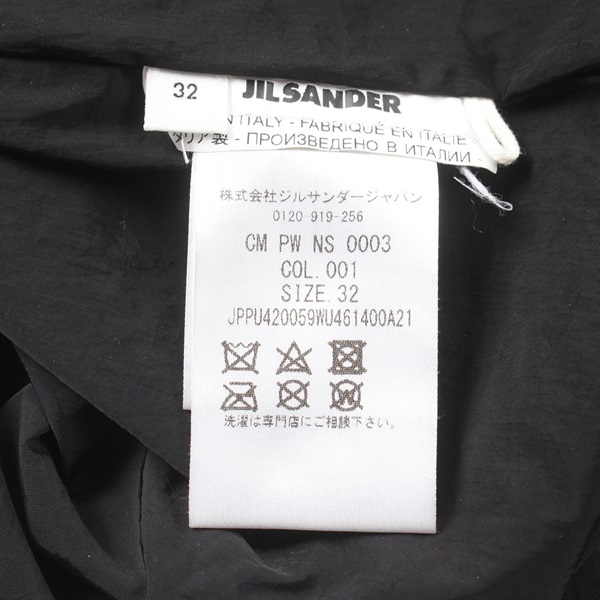 32
JILSANDER
N ITALY - FABRIQUÉ EN ITALIE -
タリア製 - ПРОИЗВЕДЕНО В ИТАЛИИ -
株式会社ジルサンダージャパン
0120-919-256
CM PW NS 0003
COL.001
SIZE.32
JPPU420059WU461400A21
W
洗濯は専門店にご相談下さい